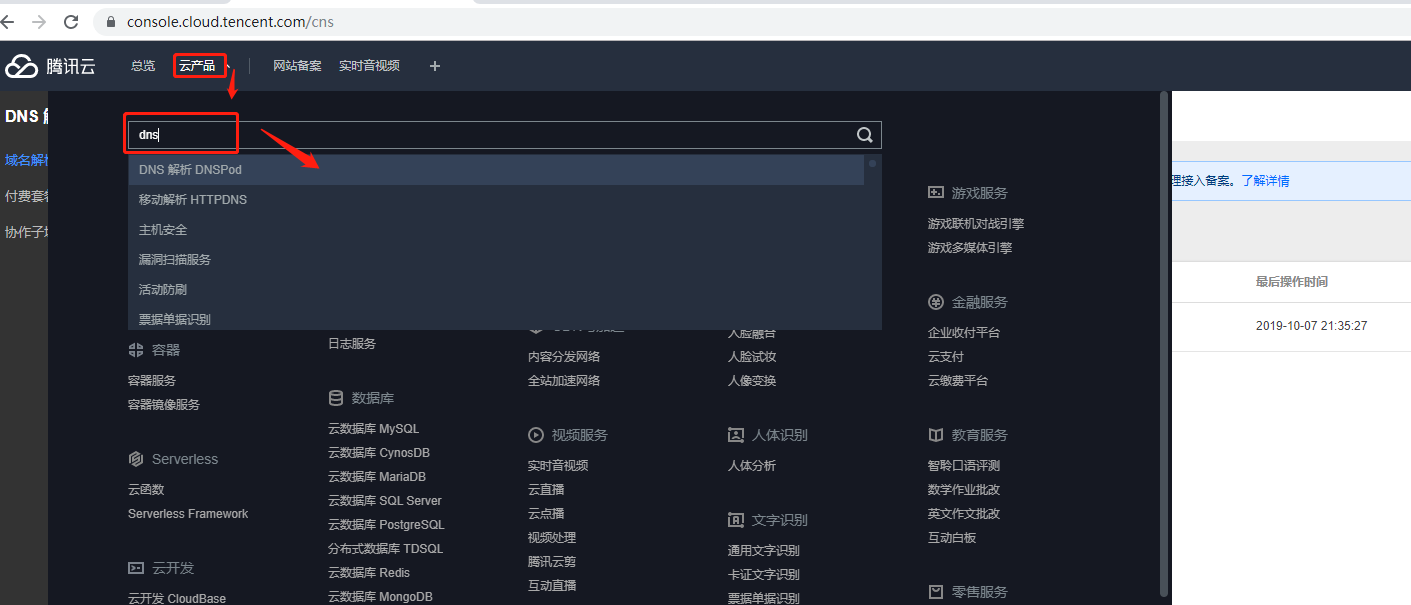 console.cloud.tencent.com/cns
腾讯云
总览
云产品
网站备案
实时音视频
+
DNS
域名解
付费套
协作子
dns
DNS 解析 DNSPod
移动解析 HTTPDNS
主机安全
漏洞扫描服务
活动防刷
票据单据识别
容器
容器服务
容器镜像服务
Serverless
云函数
Serverless Framework
云开发
云开发 CloudBase
日志服务
数据库
云数据库 MySQL
云数据库 CynosDB
云数据库 MariaDB
云数据库 SQL Server
云数据库 PostgreSQL
分布式数据库 TDSQL
云数据库 Redis
云数据库 MongoDB
内容分发网络
全站加速网络
视频服务
实时音视频
云直播
云点播
视频处理
腾讯云剪
互动直播
人脸融合
人脸试妆
人像变换
人体识别
人体分析
文字识别
通用文字识别
卡证文字识别
票据单据识别
游戏服务
游戏联机对战引擎
游戏多媒体引擎
金融服务
企业收付平台
云支付
云缴费平台
教育服务
智聆口语评测
数学作业批改
英文作文批改
互动白板
零售服务
理接入备案。了解详情
最后操作时间
2019-10-07 21:35:27